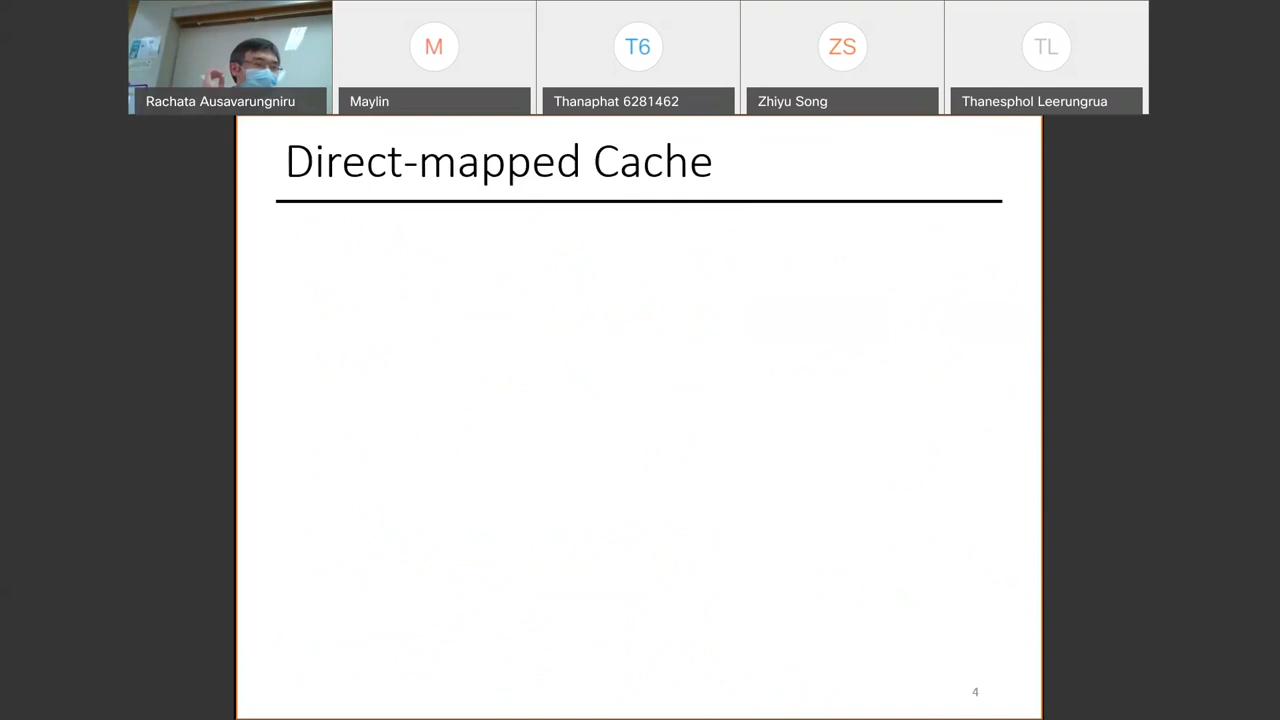 M
T6
ZS
TL
Rachata Ausavarungniru
Maylin
Thanaphat 6281462
Zhiyu Song
Thanesphol Leerungrua
Direct-mapped Cache
4